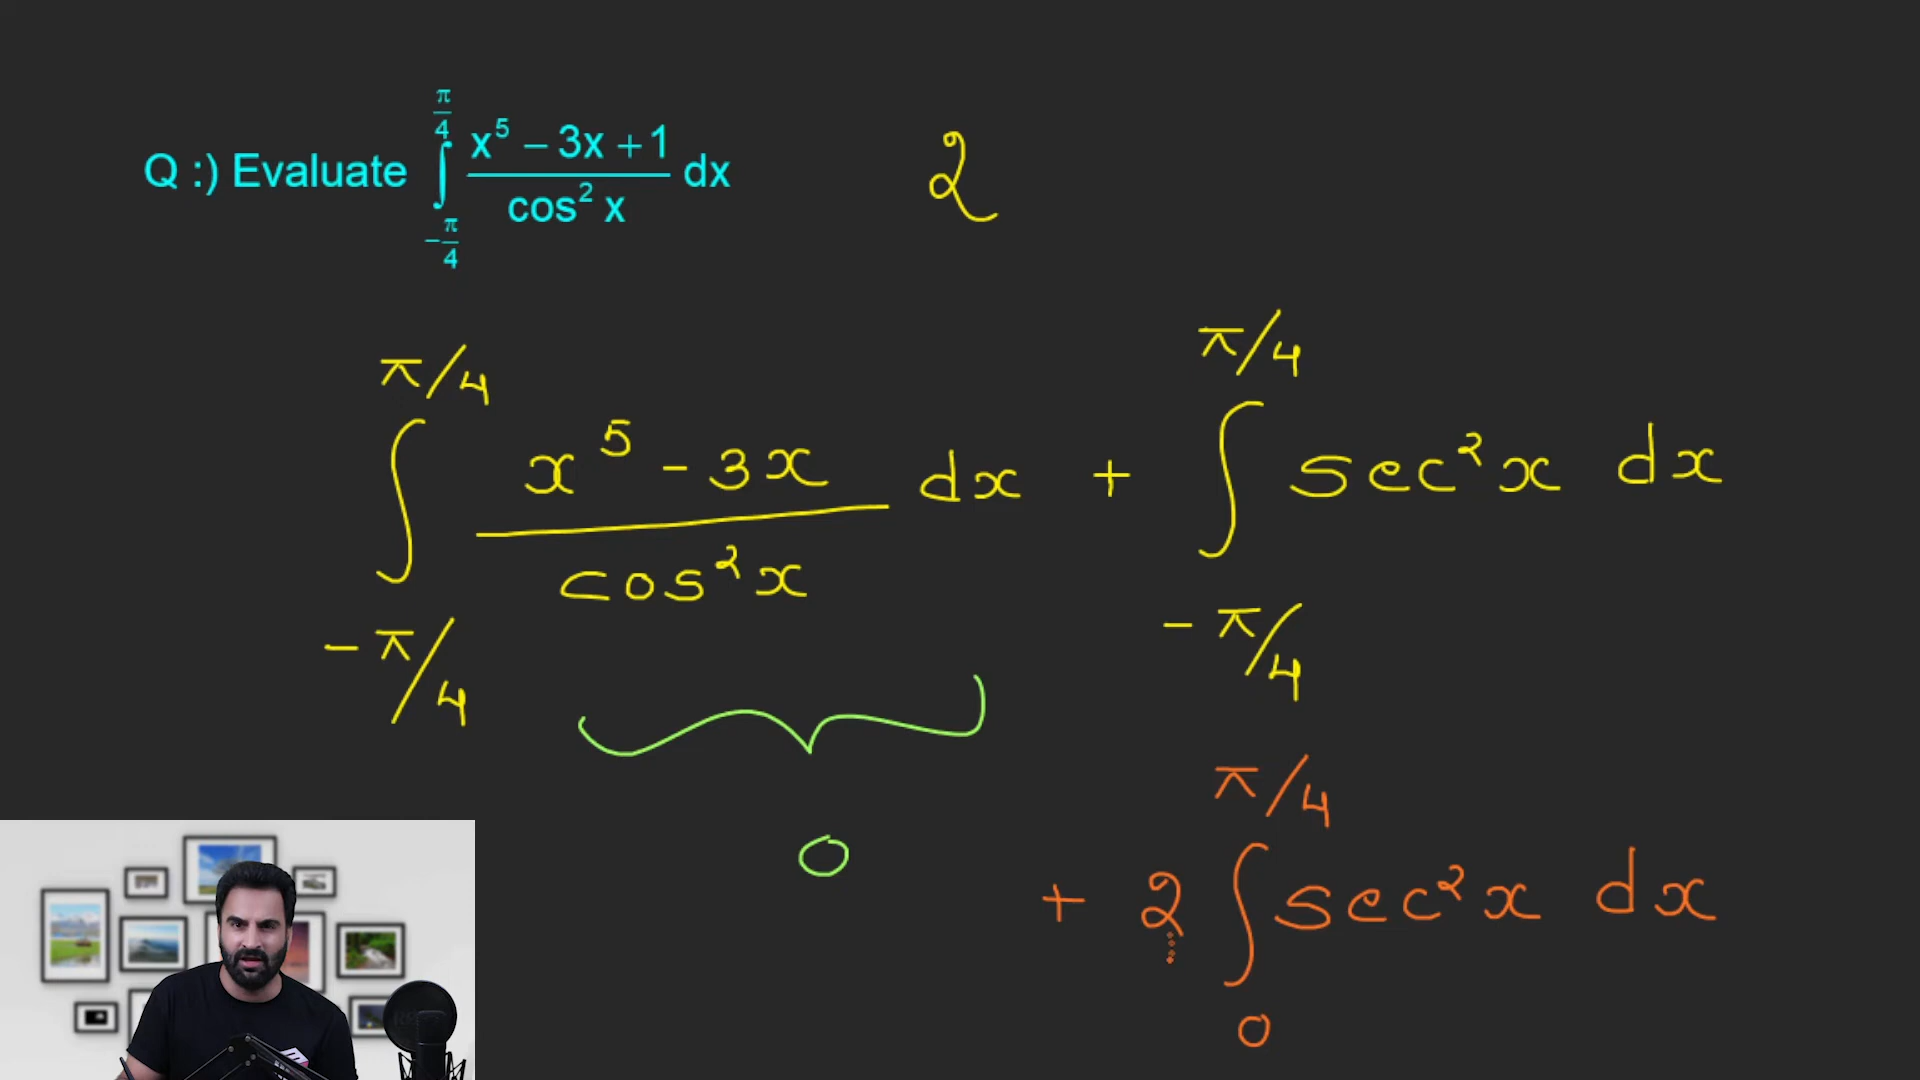 Q :) Evaluate ∫_{-π/4}^{π/4} (x⁵ – 3x + 1)/(cos² x) dx
2
∫_{-π/4}^{π/4} (x⁵ - 3x)/(cos²x) dx + ∫_{-π/4}^{π/4} sec²x dx
0
+ 2 ∫_{0}^{π/4} sec²x dx